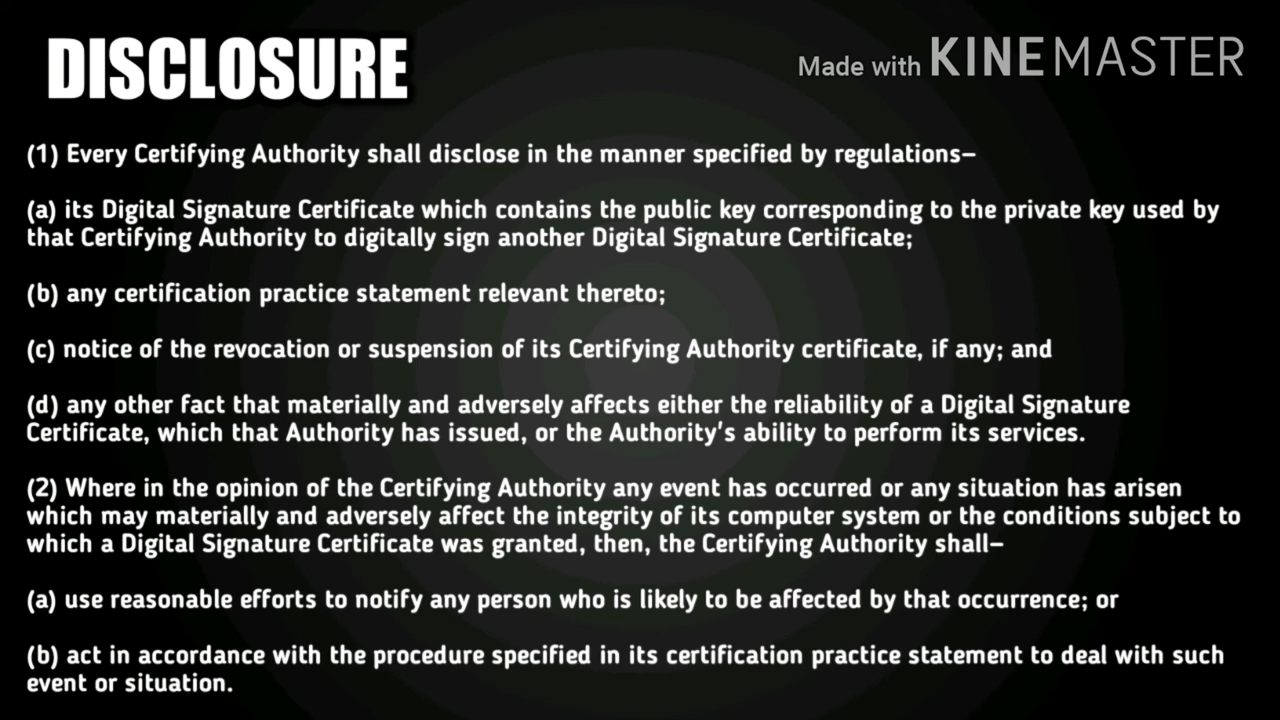 DISCLOSURE
Made with KINEMASTER
(1) Every Certifying Authority shall disclose in the manner specified by regulations–
(a) its Digital Signature Certificate which contains the public key corresponding to the private key used by
that Certifying Authority to digitally sign another Digital Signature Certificate;
(b) any certification practice statement relevant thereto;
(c) notice of the revocation or suspension of its Certifying Authority certificate, if any; and
(d) any other fact that materially and adversely affects either the reliability of a Digital Signature
Certificate, which that Authority has issued, or the Authority's ability to perform its services.
(2) Where in the opinion of the Certifying Authority any event has occurred or any situation has arisen
which may materially and adversely affect the integrity of its computer system or the conditions subject to
which a Digital Signature Certificate was granted, then, the Certifying Authority shall–
(a) use reasonable efforts to notify any person who is likely to be affected by that occurrence; or
(b) act in accordance with the procedure specified in its certification practice statement to deal with such
event or situation.